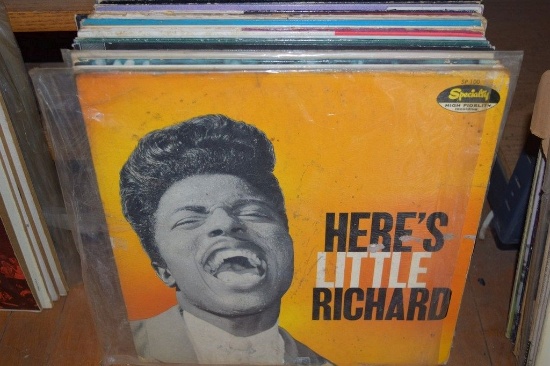 Specialty
HIGH FIDELITY
HERE'S
LITTLE
RICHARD